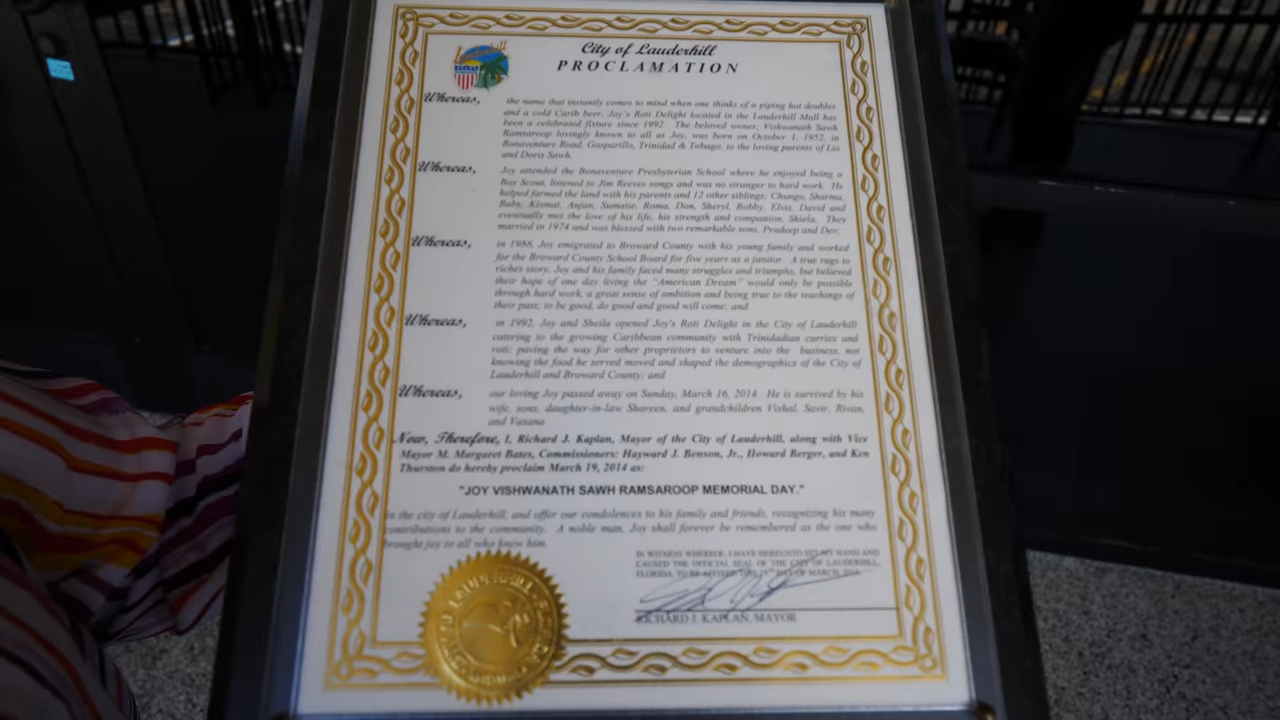 City of Lauderhill
PROCLAMATION
Whereas, the name that instantly comes to mind when one thinks of a piping hot doubles
and a cold Carib beer, Joy's Roti Delight located in the Lauderhill Mall has
been a celebrated fixture since 1992. The beloved owner, Vishwanath Sawh
Ramsaroop lovingly known to all as Joy, was born on October 1, 1952, in
Bonaventure Road, Gasparillo, Trinidad & Tobago, to the loving parents of Lio
and Doris Sawh.
Whereas, Joy attended the Bonaventure Presbyterian School where he enjoyed being a
Boy Scout, listened to Jim Reeves songs and was no stranger to hard work. He
helped farmed the land with his parents and 12 other siblings; Chungo, Sharma,
Baby, Kismat, Anjan, Sumatie, Roma, Don, Sheryl, Bobby, Elvis, David and
eventually met the love of his life, his strength and companion, Shiela. They
married in 1974 and was blessed with two remarkable sons, Pradeep and Dev;
Whereas, in 1988, Joy emigrated to Broward County with his young family and worked
for the Broward County School Board for five years as a janitor. A true rags to
riches story, Joy and his family faced many struggles and triumphs, but believed
their hope of one day living the "American Dream" would only be possible
through hard work, a great sense of ambition and being true to the teachings of
their past; to be good, do good and good will come; and
Whereas, in 1992, Joy and Sheila opened Joy's Roti Delight in the City of Lauderhill
catering to the growing Caribbean community with Trinidadian curries and
roti; paving the way for other proprietors to venture into the business, not
knowing the food he served moved and shaped the demographics of the City of
Lauderhill and Broward County; and
Whereas, our loving Joy passed away on Sunday, March 16, 2014. He is survived by his
wife, sons, daughter-in-law Shareen, and grandchildren Vishal, Savir, Rivan,
and Vasana
Now, Therefore, I, Richard J. Kaplan, Mayor of the City of Lauderhill, along with Vice
Mayor M. Margaret Bates, Commissioners: Hayward J. Benson, Jr., Howard Berger, and Ken
Thurston do hereby proclaim March 19, 2014 as:
"JOY VISHWANATH SAWH RAMSAROOP MEMORIAL DAY."
In the city of Lauderhill, and offer our condolences to his family and friends, recognizing his many
contributions to the community. A noble man, Joy shall forever be remembered as the one who
brought joy to all who knew him.
IN WITNESS WHEREOF, I HAVE HEREUNTO SET MY HAND AND
CAUSED THE OFFICIAL SEAL OF THE CITY OF LAUDERHILL,
FLORIDA, TO BE AFFIXED THIS 19TH DAY OF MARCH, 2014.
RICHARD J. KAPLAN, MAYOR